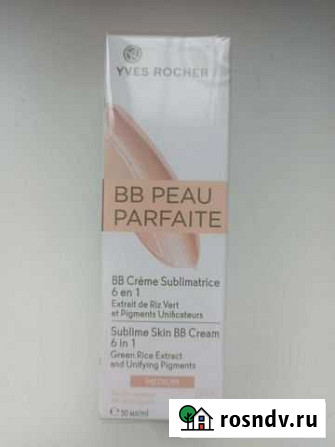 YVES ROCHER
BB PEAU
PARFAITE
BB Crème Sublimatrice
6 en 1
Extrait de Riz Vert
et Pigments Unificateurs
Sublime Skin BB Cream
6 in 1
Green Rice Extract
and Unifying Pigments
MEDIUM
rosndv.ru